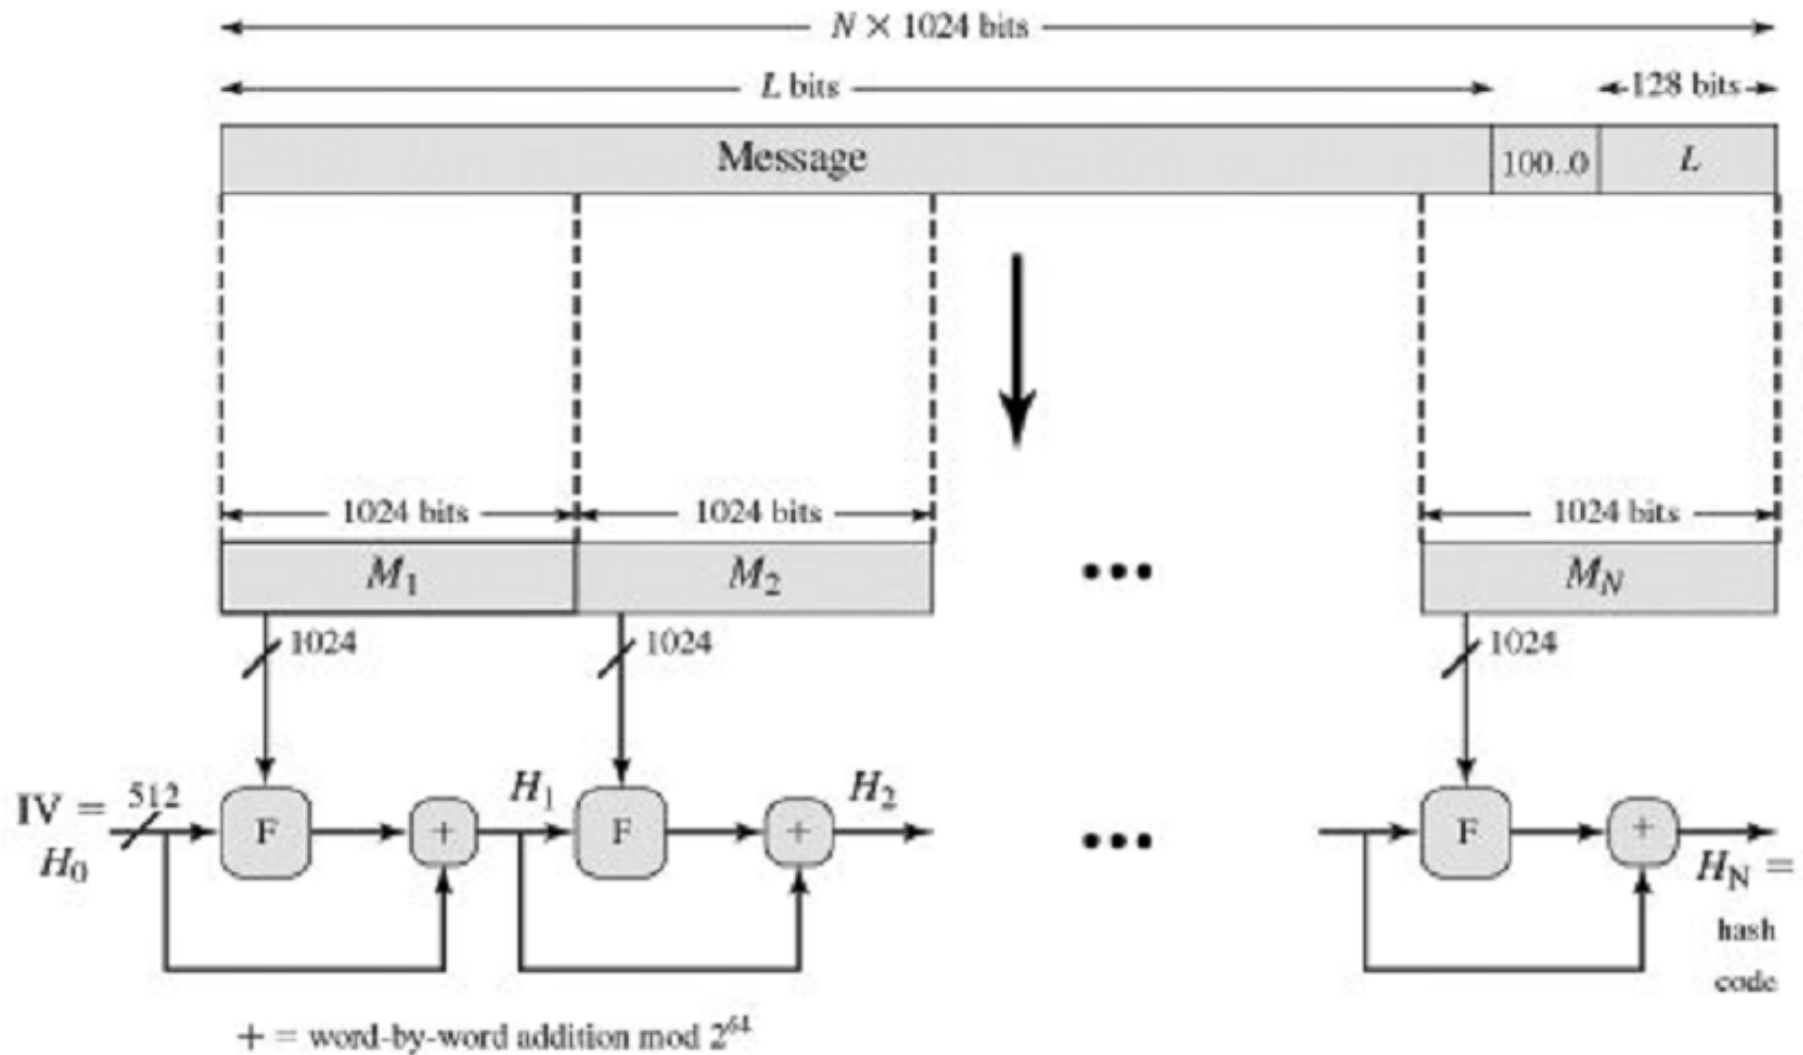 N × 1024 bits
L bits
128 bits
Message
100..0
L
1024 bits
1024 bits
1024 bits
M1
M2
MN
1024
1024
1024
IV =
H0
512
F
+
H1
F
+
H2
F
+
HN =
hash
code
+ = word-by-word addition mod 2^64